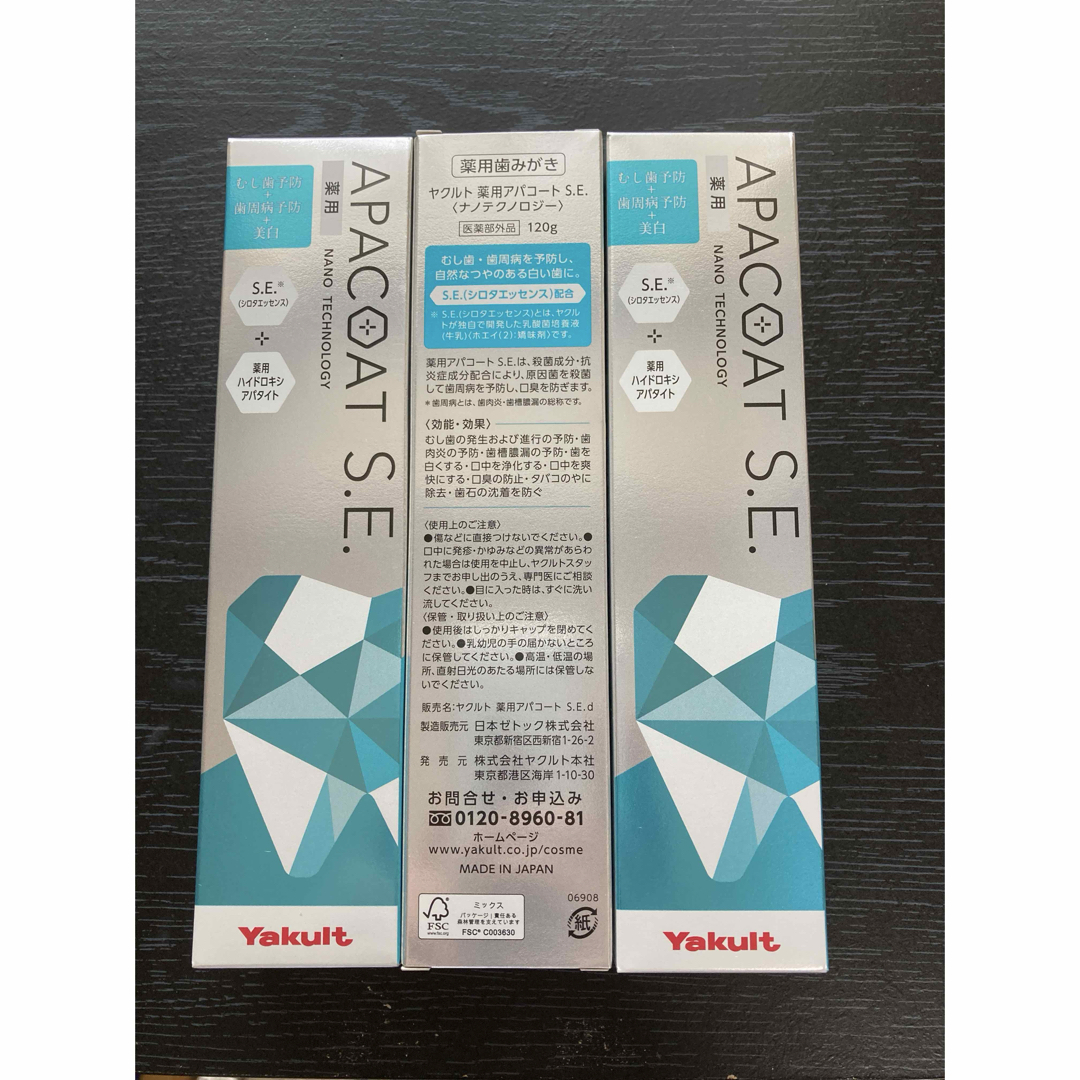 むし歯予防
+
歯周病予防
+
美白
薬用
APACOAT S.E.
NANO TECHNOLOGY
S.E.※
(シロタエッセンス)
+
薬用
ハイドロキシ
アパタイト
Yakult
薬用歯みがき
ヤクルト 薬用アパコート S.E.
〈ナノテクノロジー〉
医薬部外品 120g
むし歯・歯周病を予防し、
自然なつやのある白い歯に。
S.E.(シロタエッセンス)配合
※ S.E.(シロタエッセンス)とは、ヤクル
トが独自で開発した乳酸菌培養液
(牛乳)〈ホエイ(2):矯味剤〉です。
薬用アパコート S.E.は、殺菌成分・抗
炎症成分配合により、原因菌を殺菌
して歯周病を予防し、口臭を防ぎます。
*歯周病とは、歯肉炎・歯槽膿漏の総称です。
〈効能・効果〉
むし歯の発生および進行の予防・歯
肉炎の予防・歯槽膿漏の予防・歯を
白くする・口中を浄化する・口中を爽
快にする・口臭の防止・タバコのやに
除去・歯石の沈着を防ぐ
〈使用上のご注意〉
●傷などに直接つけないでください。●
口中に発疹・かゆみなどの異常があらわ
れた場合は使用を中止し、ヤクルトスタッ
フまでお申し出のうえ、専門医にご相談
ください。●目に入った時は、すぐに洗い
流してください。
〈保管・取り扱い上のご注意〉
●使用後はしっかりキャップを閉めてく
ださい。●乳幼児の手の届かないところ
に保管してください。●高温・低温の場
所、直射日光のあたる場所には保管しな
いでください。
販売名:ヤクルト 薬用アパコート S.E.d
製造販売元 日本ゼトック株式会社
東京都新宿区西新宿1-26-2
発売元 株式会社ヤクルト本社
東京都港区海岸1-10-30
お問合せ・お申込み
0120-8960-81
ホームページ
www.yakult.co.jp/cosme
MADE IN JAPAN
06908
FSC
www.fsc.org
ミックス
パッケージ|責任ある
森林管理を支えています
FSC® C003630
紙
むし歯予防
+
歯周病予防
+
美白
薬用
APACOAT S.E.
NANO TECHNOLOGY
S.E.※
(シロタエッセンス)
+
薬用
ハイドロキシ
アパタイト
Yakult